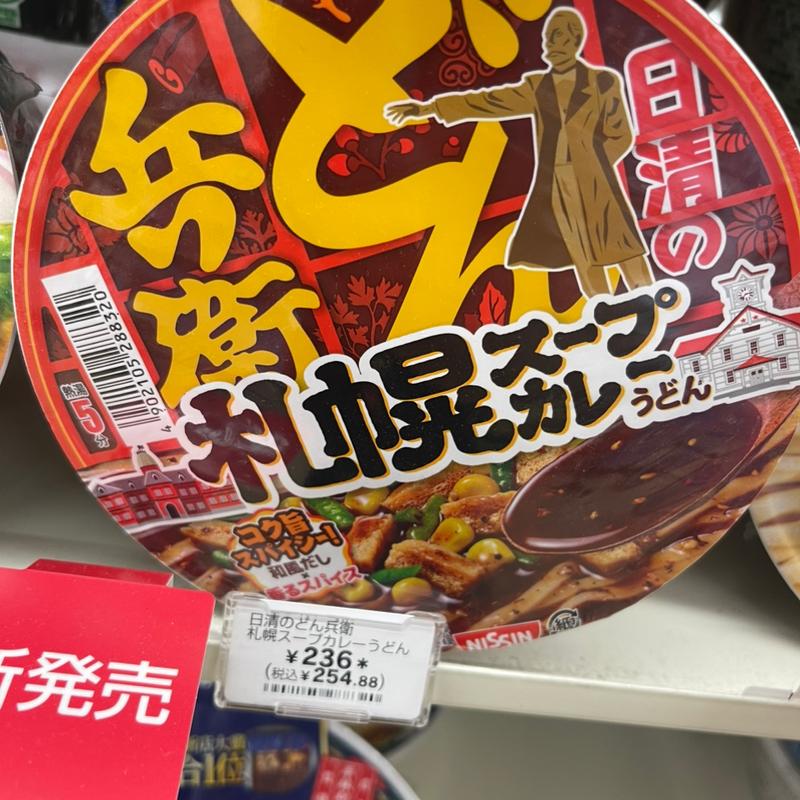 日清の
どん
兵衛
札幌
スープ
カレー
うどん
4 902105 288320
熱湯
5分
コク旨
スパイシー!
和風だし
×
香るスパイス
NISSIN
日清のどん兵衛
札幌スープカレーうどん
¥236*
(税込¥254.88)
新発売